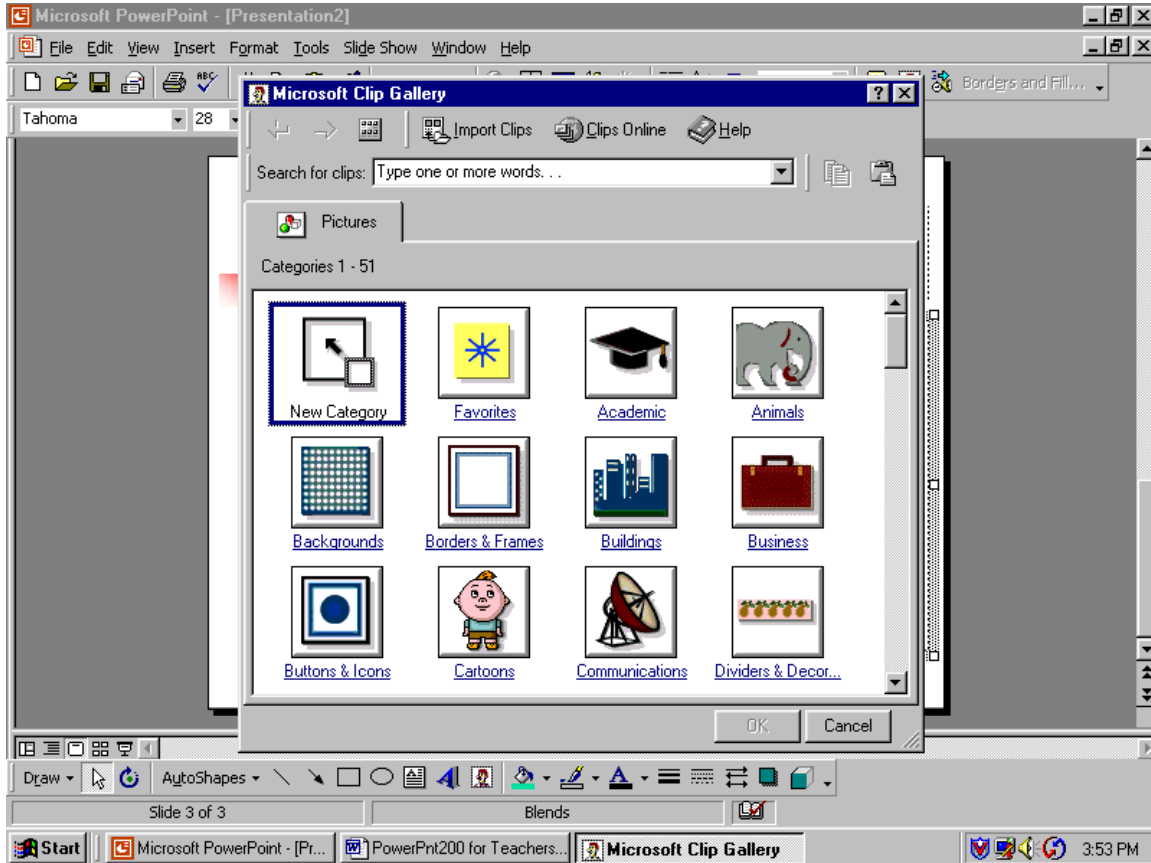 Microsoft PowerPoint - [Presentation2]
File Edit View Insert Format Tools Slide Show Window Help
ABC Borders and Fill...
Tahoma 28
Microsoft Clip Gallery
Import Clips Clips Online Help
Search for clips: Type one or more words. . .
Pictures
Categories 1 - 51
New Category Favorites Academic Animals
Backgrounds Borders & Frames Buildings Business
Buttons & Icons Cartoons Communications Dividers & Decor...
OK Cancel
Draw AutoShapes A
Slide 3 of 3 Blends
Start Microsoft PowerPoint - [Pr... PowerPnt200 for Teachers... Microsoft Clip Gallery 3:53 PM